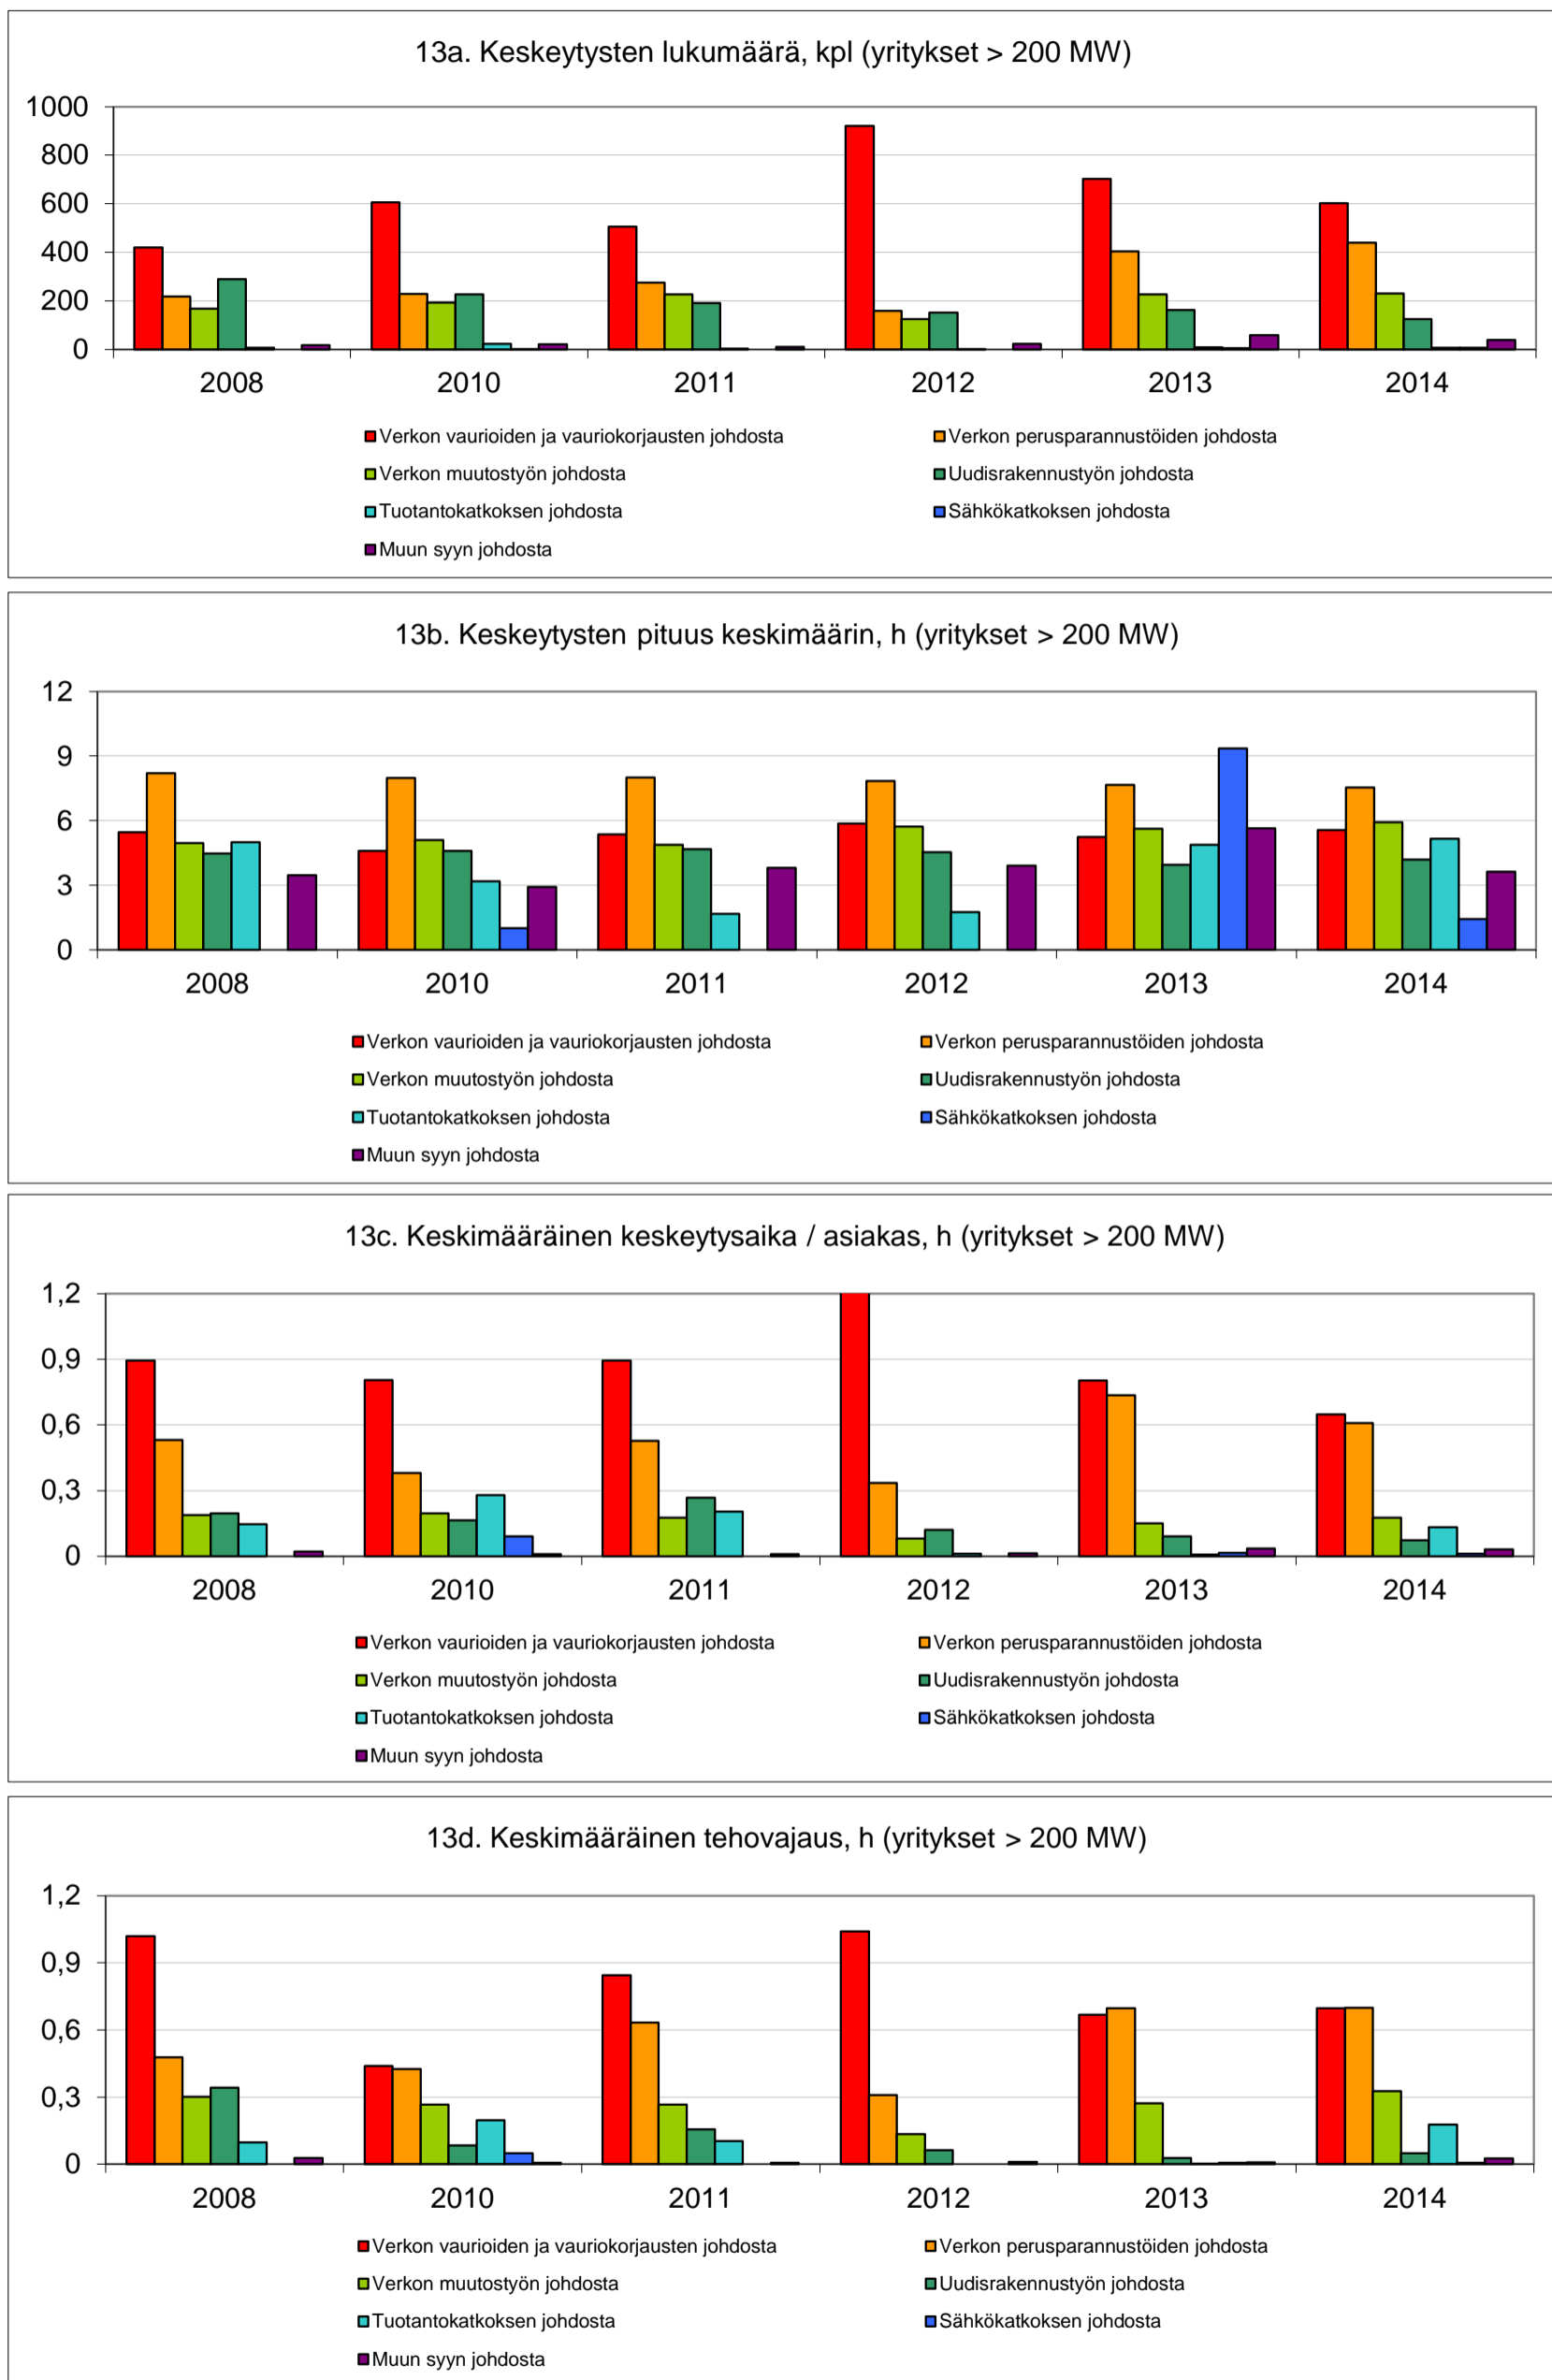 13a. Keskeytysten lukumäärä, kpl (yritykset > 200 MW)
1000
800
600
400
200
0
2008 2010 2011 2012 2013 2014
Verkon vaurioiden ja vauriokorjausten johdosta Verkon perusparannustöiden johdosta
Verkon muutostyön johdosta Uudisrakennustyön johdosta
Tuotantokatkoksen johdosta Sähkökatkoksen johdosta
Muun syyn johdosta
13b. Keskeytysten pituus keskimäärin, h (yritykset > 200 MW)
12
9
6
3
0
2008 2010 2011 2012 2013 2014
Verkon vaurioiden ja vauriokorjausten johdosta Verkon perusparannustöiden johdosta
Verkon muutostyön johdosta Uudisrakennustyön johdosta
Tuotantokatkoksen johdosta Sähkökatkoksen johdosta
Muun syyn johdosta
13c. Keskimääräinen keskeytysaika / asiakas, h (yritykset > 200 MW)
1,2
0,9
0,6
0,3
0
2008 2010 2011 2012 2013 2014
Verkon vaurioiden ja vauriokorjausten johdosta Verkon perusparannustöiden johdosta
Verkon muutostyön johdosta Uudisrakennustyön johdosta
Tuotantokatkoksen johdosta Sähkökatkoksen johdosta
Muun syyn johdosta
13d. Keskimääräinen tehovajaus, h (yritykset > 200 MW)
1,2
0,9
0,6
0,3
0
2008 2010 2011 2012 2013 2014
Verkon vaurioiden ja vauriokorjausten johdosta Verkon perusparannustöiden johdosta
Verkon muutostyön johdosta Uudisrakennustyön johdosta
Tuotantokatkoksen johdosta Sähkökatkoksen johdosta
Muun syyn johdosta